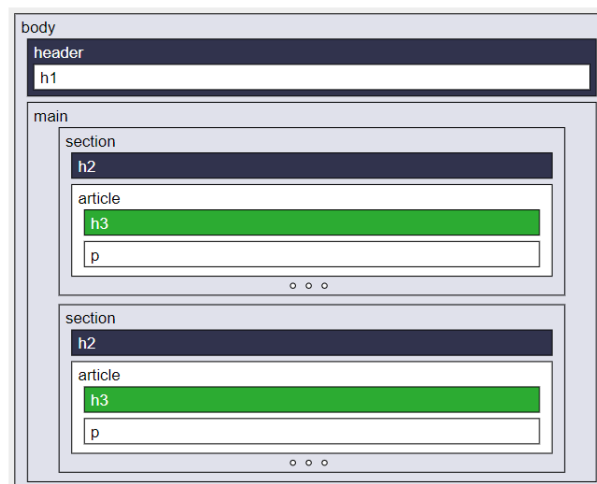 body
header
h1
main
section
h2
article
h3
p
section
h2
article
h3
p